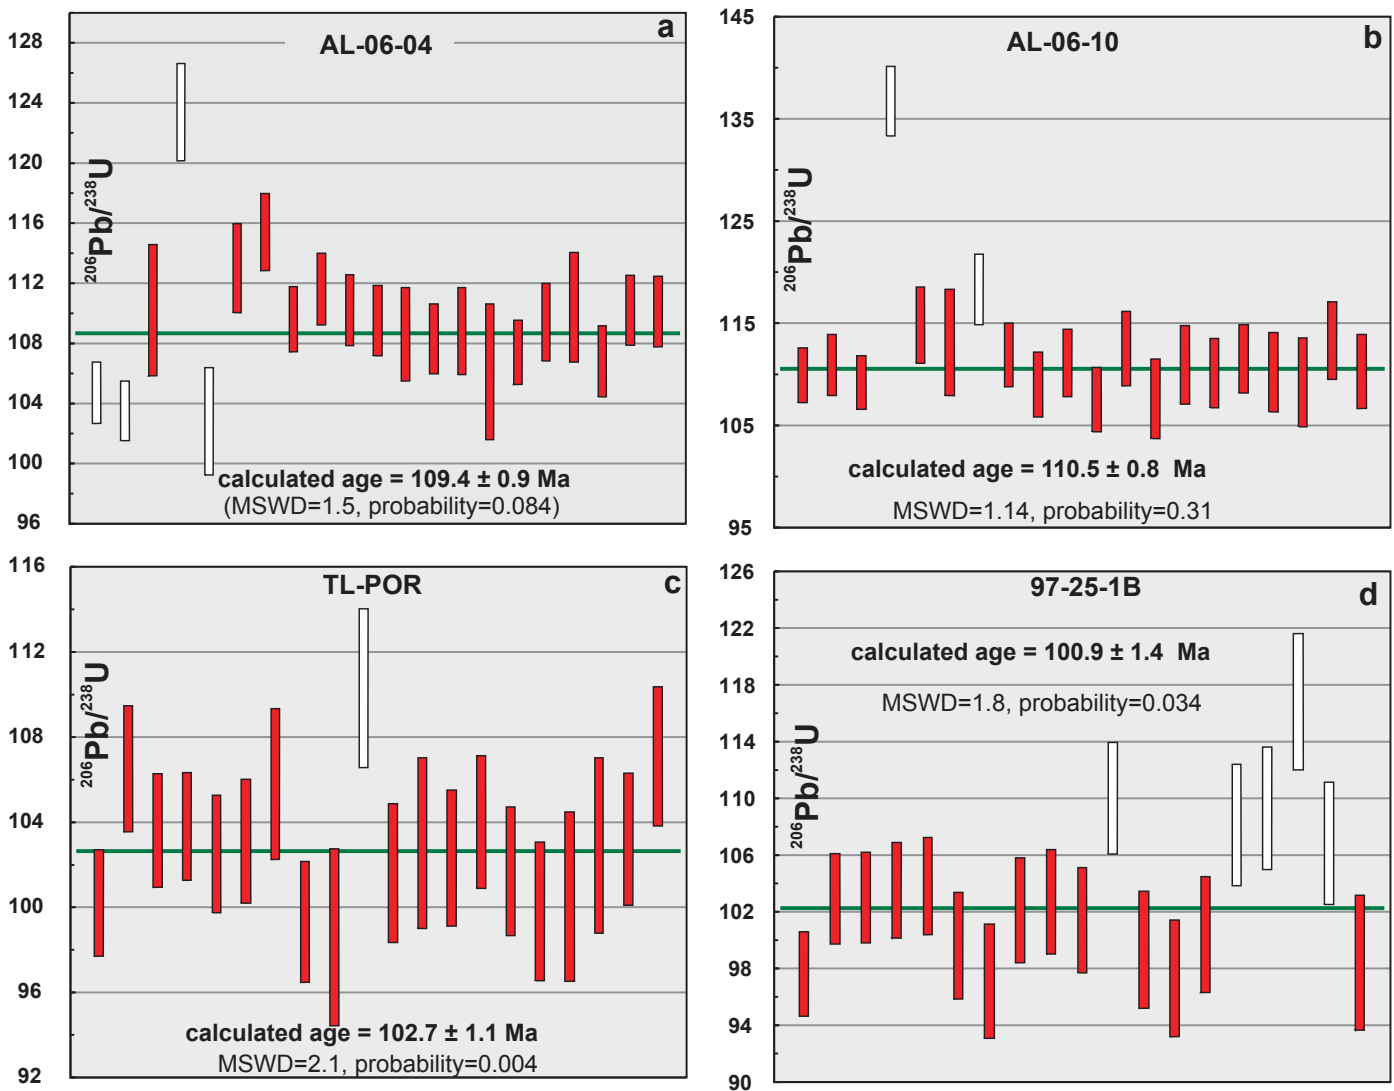 AL-06-04
a
128
124
120
116
112
108
104
100
96
206Pb/238U
calculated age = 109.4 ± 0.9 Ma
(MSWD=1.5, probability=0.084)
AL-06-10
b
145
135
125
115
105
95
206Pb/238U
calculated age = 110.5 ± 0.8 Ma
MSWD=1.14, probability=0.31
TL-POR
c
116
112
108
104
100
96
92
206Pb/238U
calculated age = 102.7 ± 1.1 Ma
MSWD=2.1, probability=0.004
97-25-1B
d
126
122
118
114
110
106
102
98
94
90
206Pb/238U
calculated age = 100.9 ± 1.4 Ma
MSWD=1.8, probability=0.034